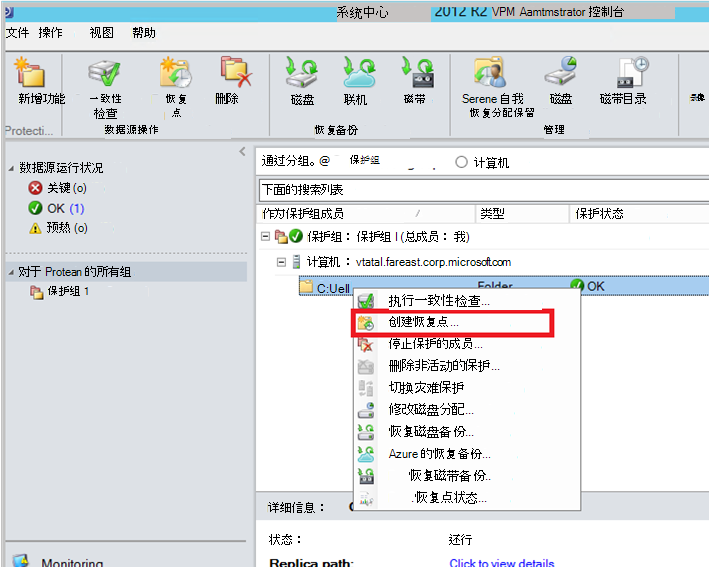 系统中心 2012 R2 VPM Aamtmstrator 控制台
文件 操作 视图 帮助
新增功能 一致性检查 恢复点 删除 磁盘 联机 磁带 Serene 自我恢复分配保留 磁盘 磁带目录
Protecti... 数据源操作 恢复备份 管理
通过分组。@ 保护组 计算机
数据源运行状况
关键 (o)
OK (1)
预热 (o)
对于 Protean 的所有组
保护组 1
下面的搜索列表
作为保护组成员 / 类型 保护状态
保护组：保护组 I (总成员：我)
计算机：vtatal.fareast.corp.microsoftcom
C:Uell Folder OK
执行一致性检查...
创建恢复点...
停止保护的成员...
删除非活动的保护...
切换灾难保护
修改磁盘分配...
恢复磁盘备份...
Azure 的恢复备份...
恢复磁带备份..
.恢复点状态...
详细信息：
状态： 还行
Replica path: Click to view details
Monitoring